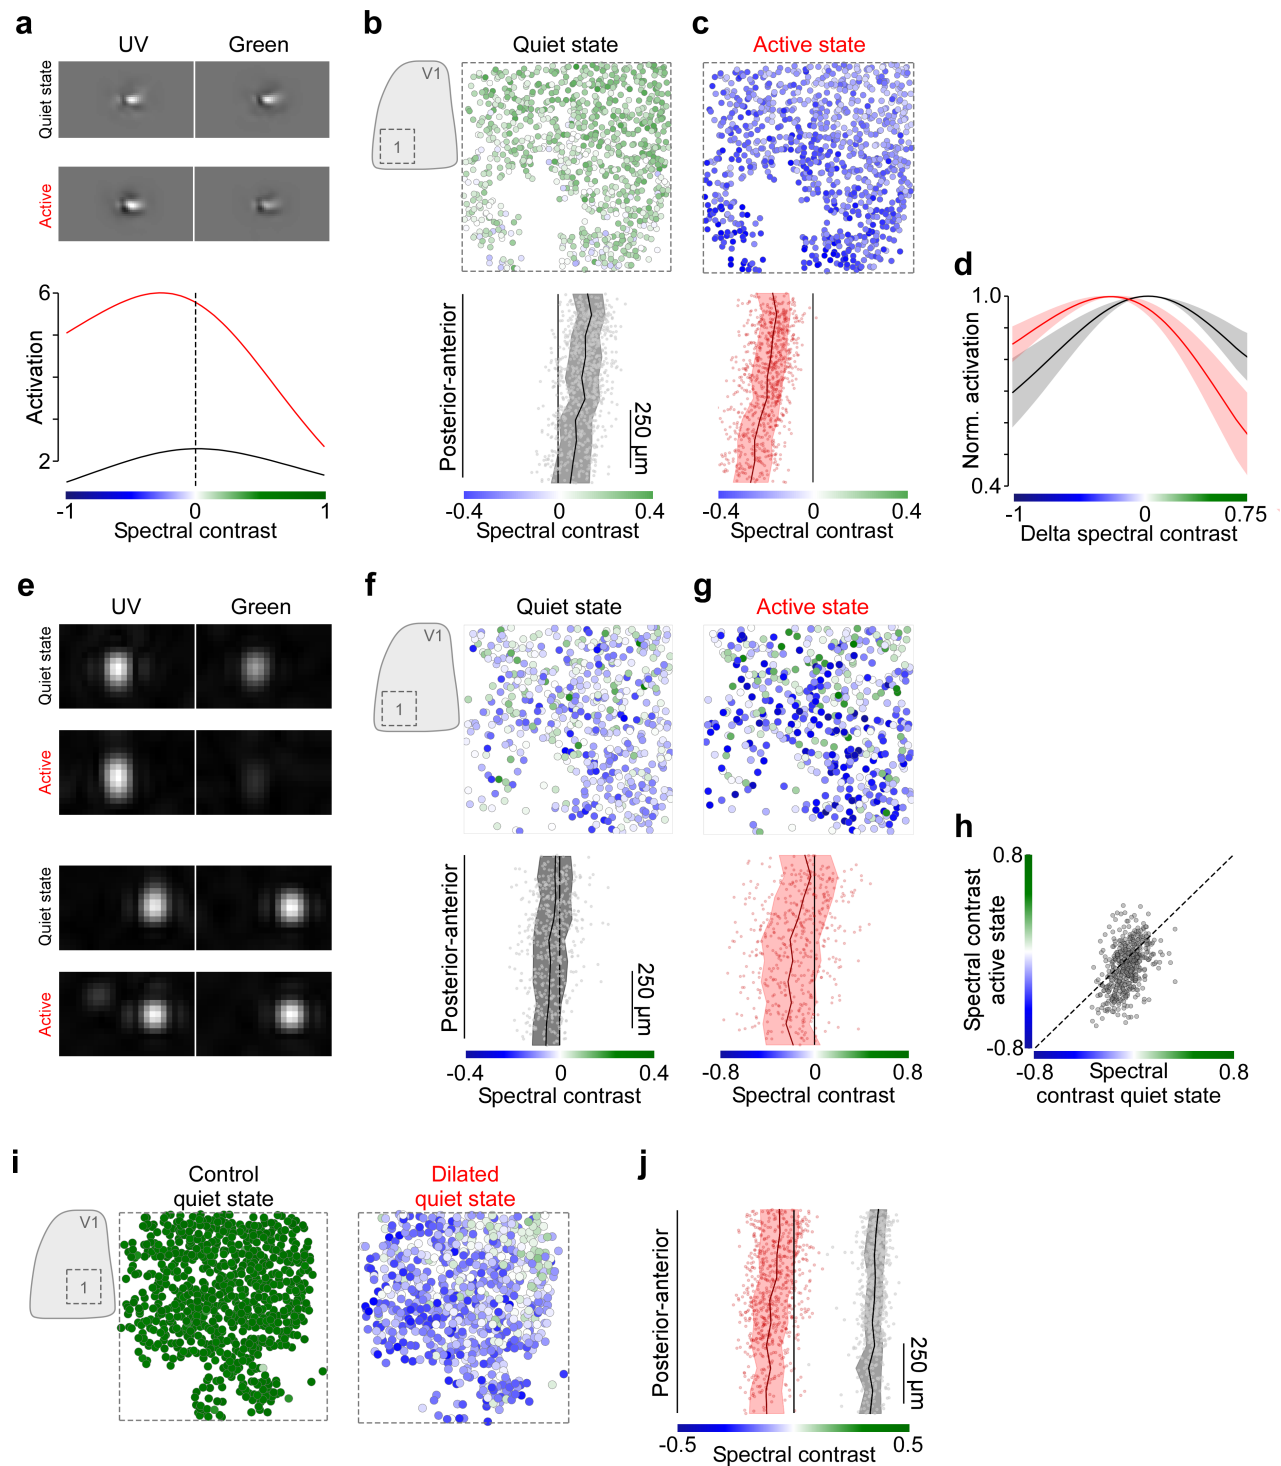 a
UV
Green
Quiet state
Active
6
Activation
2
-1
0
1
Spectral contrast
b
Quiet state
V1
1
Posterior-anterior
250 µm
-0.4
0
0.4
Spectral contrast
c
Active state
-0.4
0
0.4
Spectral contrast
d
1.0
Norm. activation
0.4
-1
0
0.75
Delta spectral contrast
e
UV
Green
Quiet state
Active
Quiet state
Active
f
Quiet state
V1
1
Posterior-anterior
250 µm
-0.4
0
0.4
Spectral contrast
g
Active state
-0.8
0
0.8
Spectral contrast
h
0.8
Spectral contrast
active state
-0.8
-0.8
0.8
Spectral
contrast quiet state
i
Control
quiet state
V1
1
Dilated
quiet state
j
Posterior-anterior
250 µm
-0.5
0.5
Spectral contrast